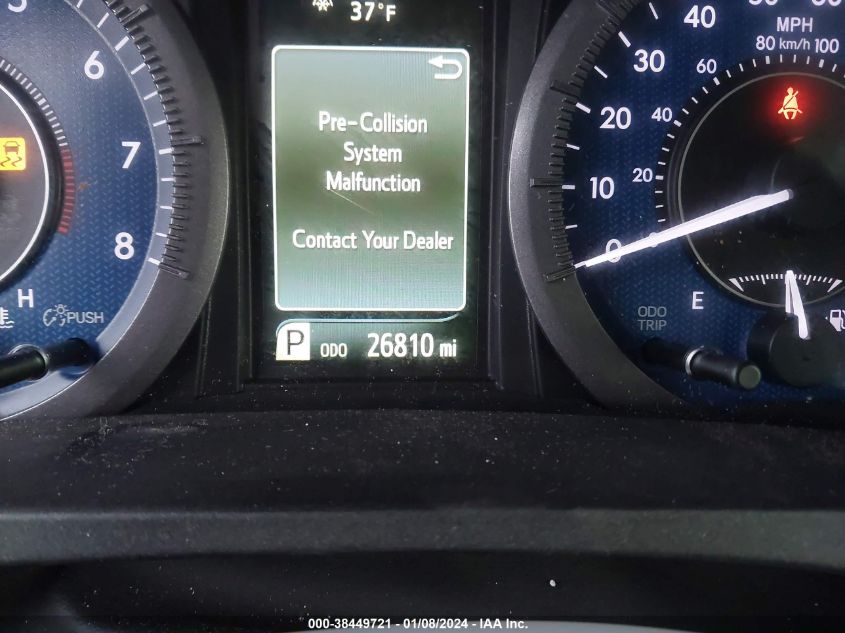 37°F
Pre-Collision
System
Malfunction
Contact Your Dealer
P ODO 26810 mi
6
7
8
H
PUSH
MPH
80 km/h 100
40
30
20
10
0
60
40
20
0
E
ODO
TRIP
000-38449721 - 01/08/2024 - IAA Inc.